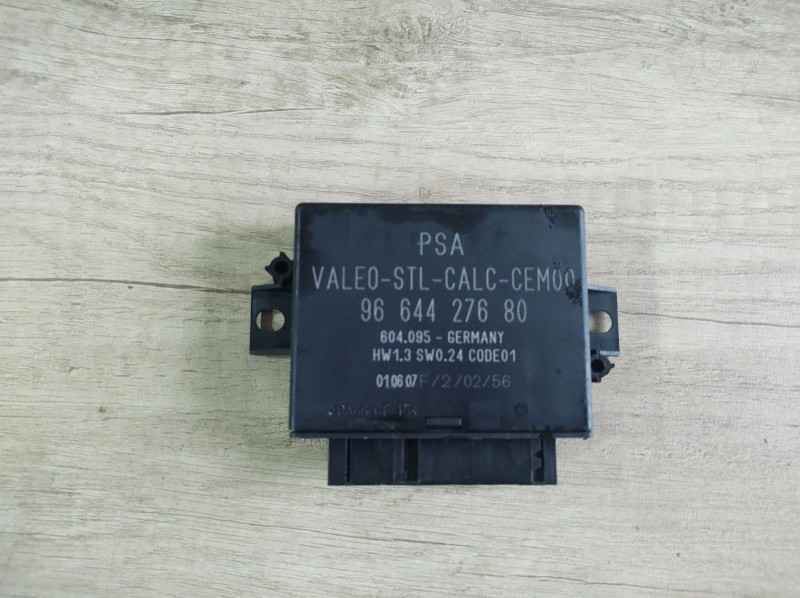 PSA
VALEO-STL-CALC-CEM00
96 644 276 80
604.095 - GERMANY
HW1.3 SW0.24 CODE01
010607 F/2/02/56